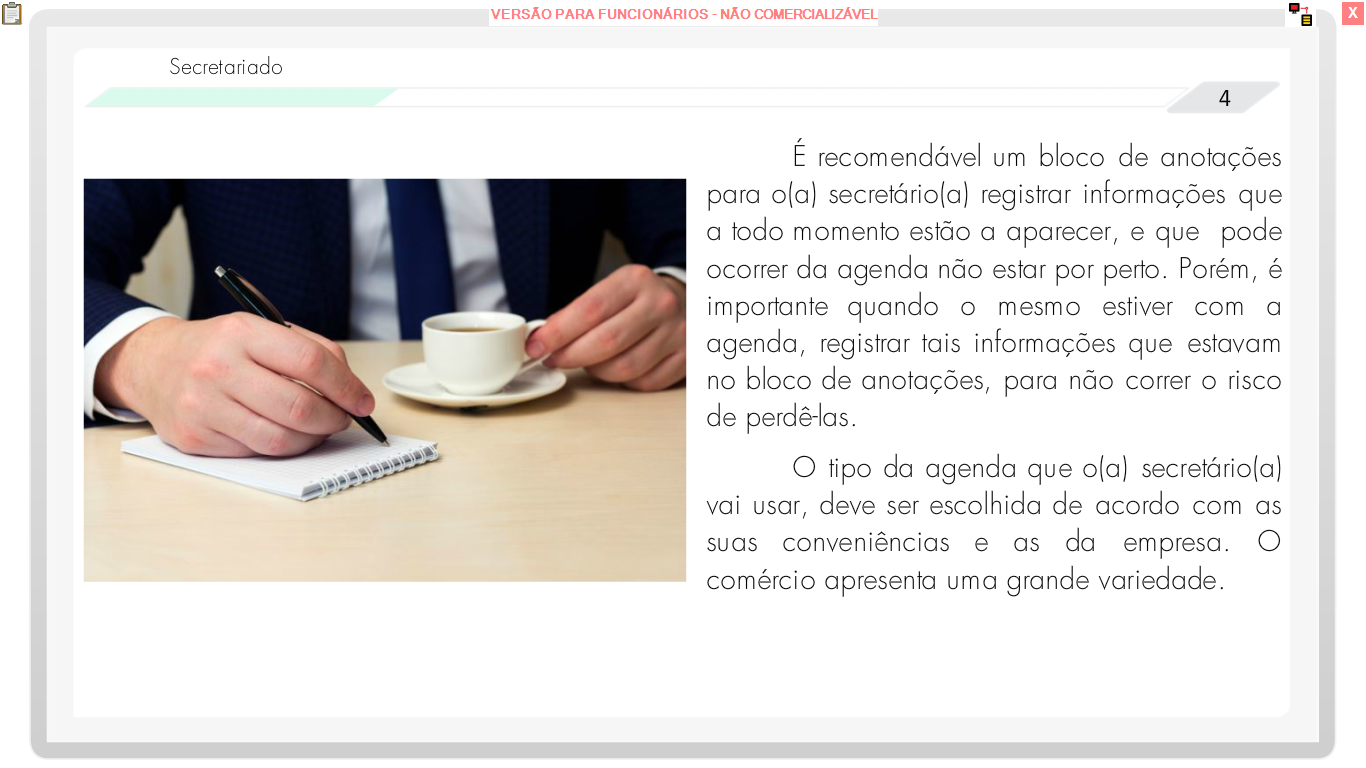 VERSÃO PARA FUNCIONÁRIOS - NÃO COMERCIALIZÁVEL
X
Secretariado
4
É recomendável um bloco de anotações
para o(a) secretário(a) registrar informações que
a todo momento estão a aparecer, e que pode
ocorrer da agenda não estar por perto. Porém, é
importante quando o mesmo estiver com a
agenda, registrar tais informações que estavam
no bloco de anotações, para não correr o risco
de perdê-las.
O tipo da agenda que o(a) secretário(a)
vai usar, deve ser escolhida de acordo com as
suas conveniências e as da empresa. O
comércio apresenta uma grande variedade.